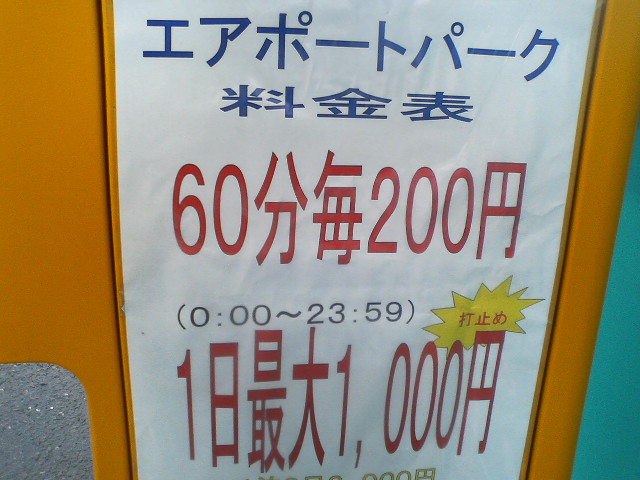 エアポートパーク
料金表
60分毎200円
(0:00～23:59)
打止め
1日最大1,000円